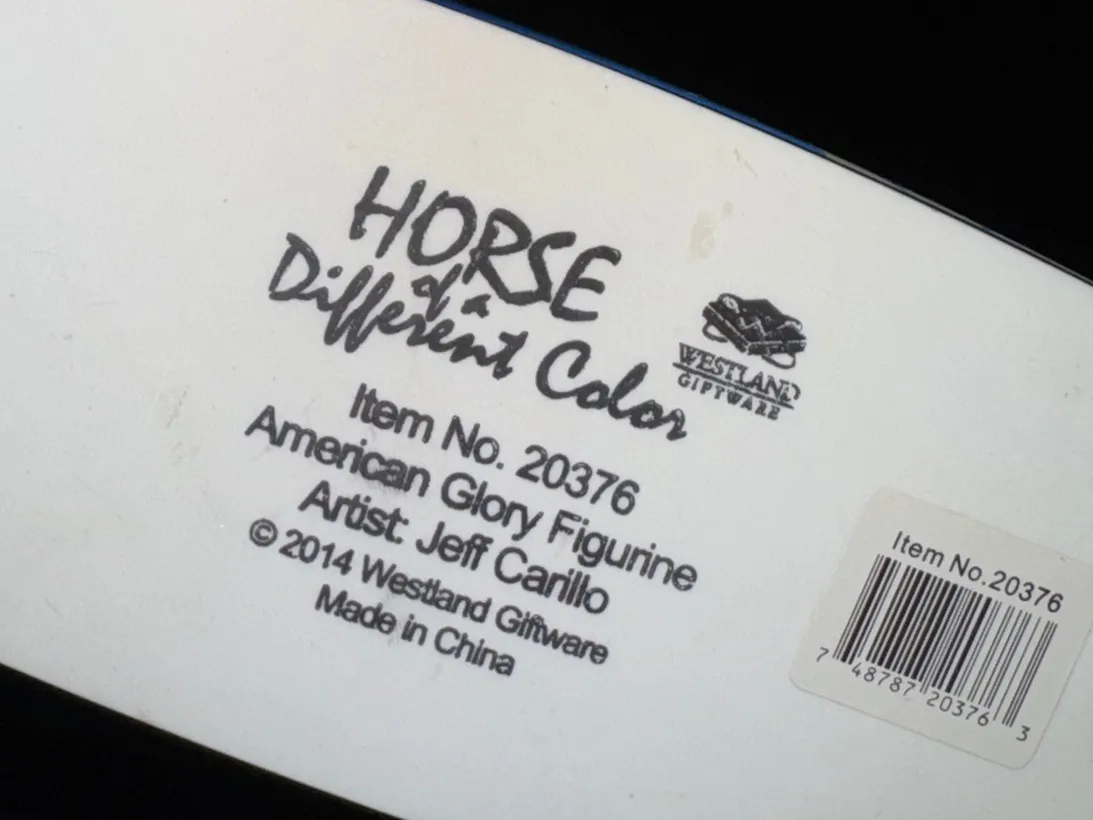 HORSE
of a
Different Color
WESTLAND
GIFTWARE
Item No. 20376
American Glory Figurine
Artist: Jeff Carillo
© 2014 Westland Giftware
Made in China
Item No.20376
7 48787 20376 3